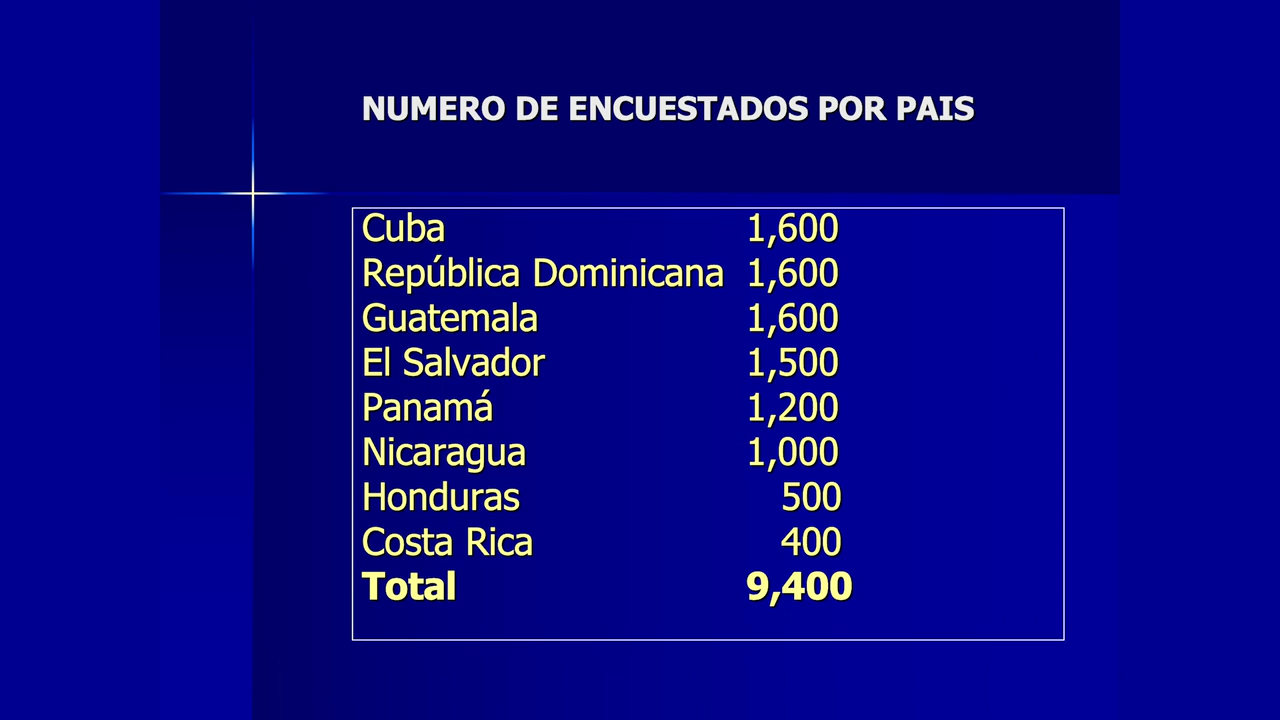 NUMERO DE ENCUESTADOS POR PAIS
Cuba 1,600
República Dominicana 1,600
Guatemala 1,600
El Salvador 1,500
Panamá 1,200
Nicaragua 1,000
Honduras 500
Costa Rica 400
Total 9,400